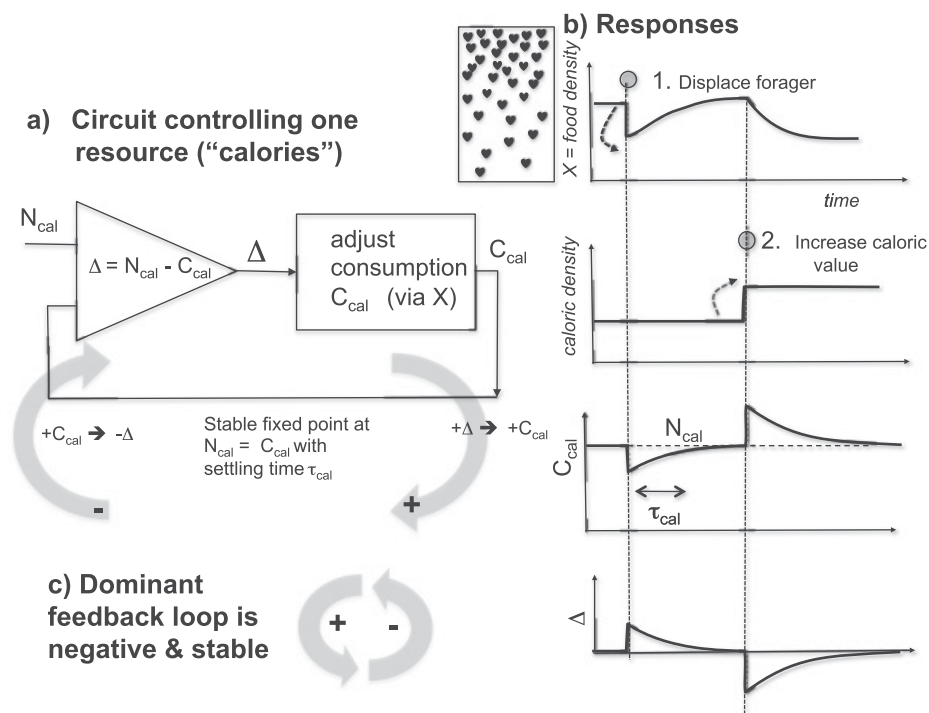 b) Responses
1. Displace forager
X = food density
time
a) Circuit controlling one
resource (“calories”)
N_cal
Δ = N_cal - C_cal
Δ
adjust
consumption
C_cal (via X)
C_cal
2. Increase caloric
value
caloric density
+C_cal ➔ -Δ
Stable fixed point at
N_cal = C_cal with
settling time τ_cal
+Δ ➔ +C_cal
-
+
N_cal
C_cal
τ_cal
c) Dominant
feedback loop is
negative & stable
+
-
Δ